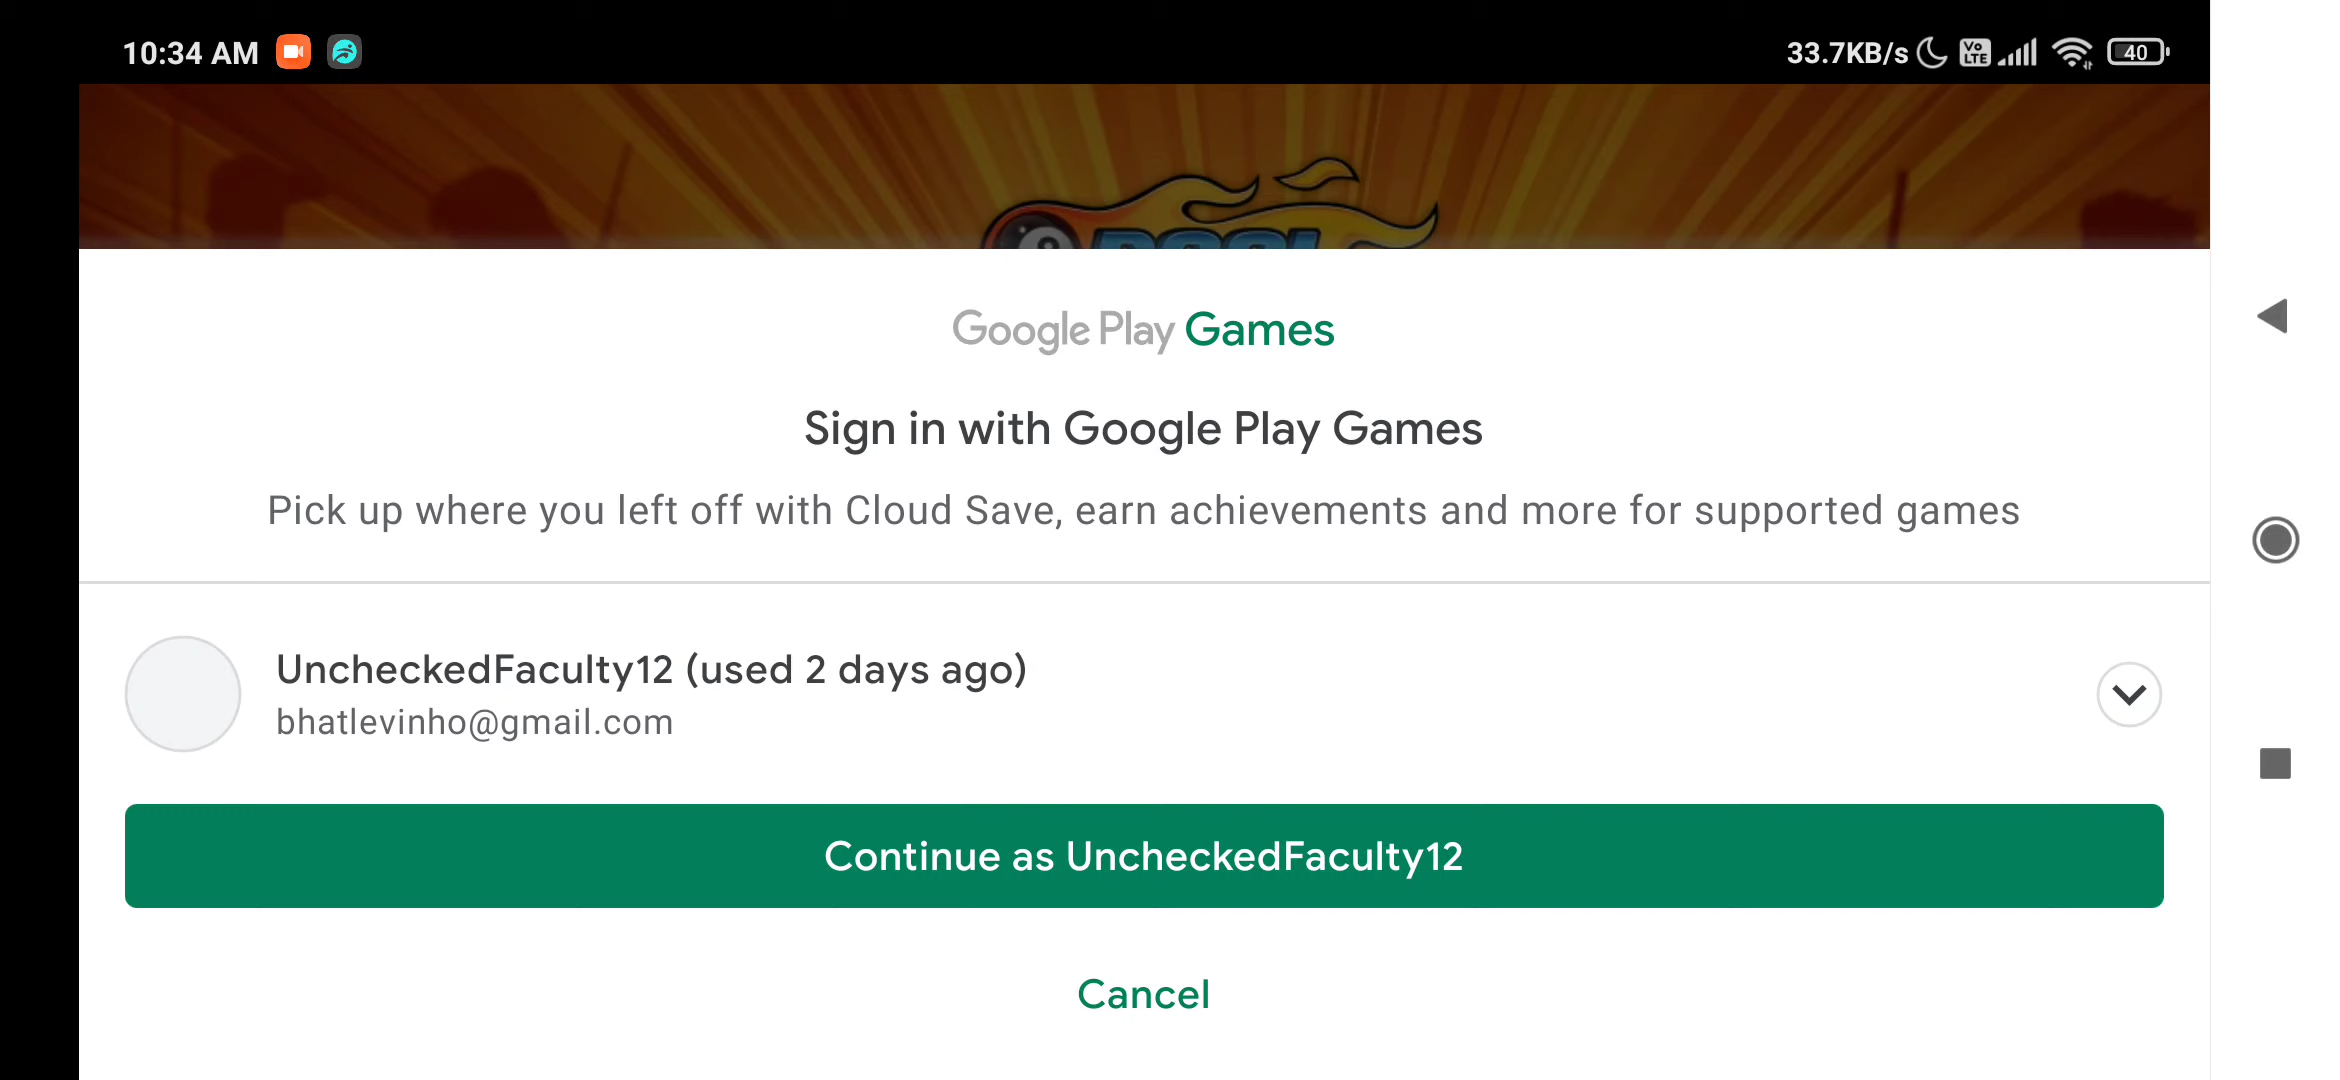 10:34 AM
33.7KB/s
Vo LTE
40
Google Play Games
Sign in with Google Play Games
Pick up where you left off with Cloud Save, earn achievements and more for supported games
UncheckedFaculty12 (used 2 days ago)
bhatlevinho@gmail.com
Continue as UncheckedFaculty12
Cancel